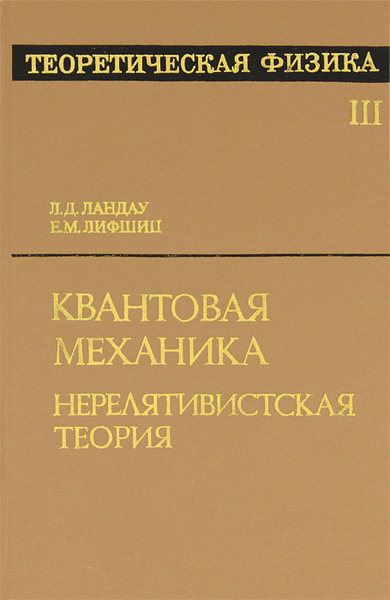 ТЕОРЕТИЧЕСКАЯ ФИЗИКА
III
Л.Д. ЛАНДАУ
Е.М. ЛИФШИЦ
КВАНТОВАЯ
МЕХАНИКА
НЕРЕЛЯТИВИСТСКАЯ
ТЕОРИЯ